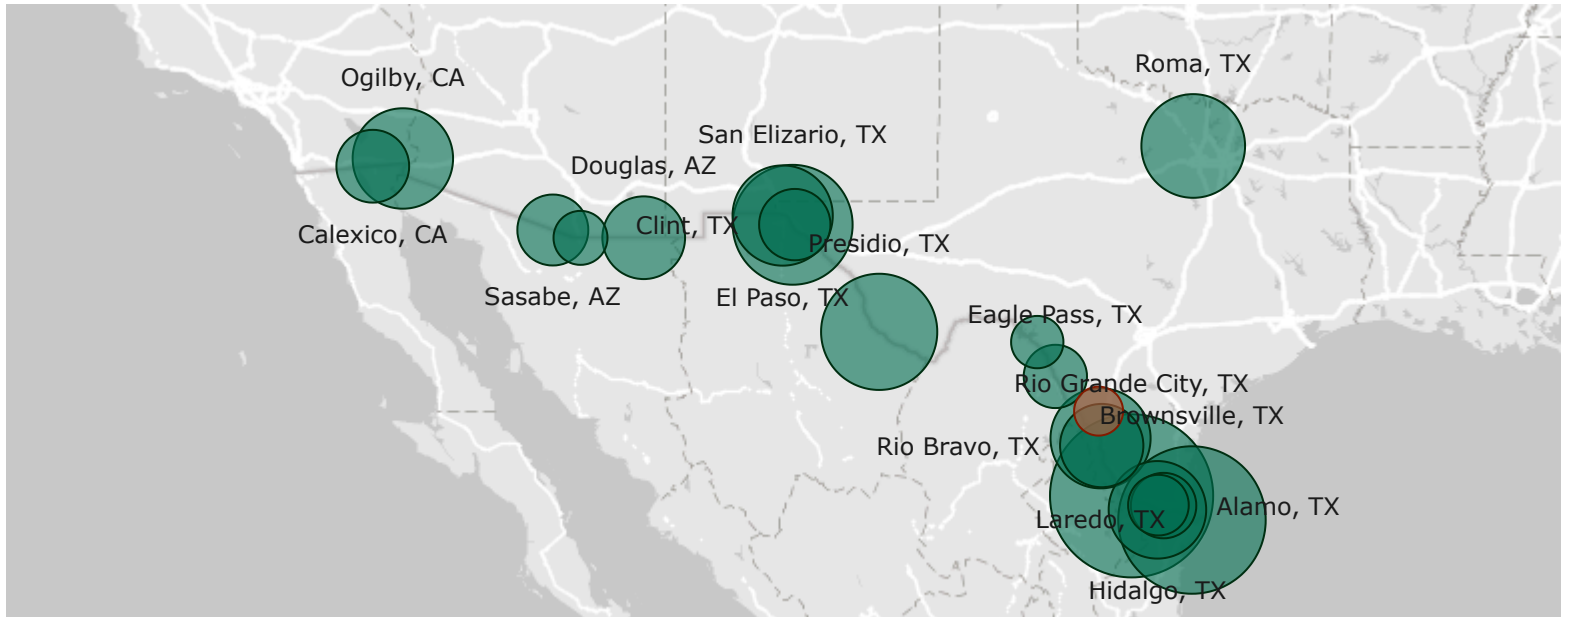 Roma, TX
Ogilby, CA
San Elizario, TX
Douglas, AZ
Clint, TX
Calexico, CA
Presidio, TX
Sasabe, AZ
El Paso, TX
Eagle Pass, TX
Rio Grande City, TX
Brownsville, TX
Rio Bravo, TX
Alamo, TX
Laredo, TX
Hidalgo, TX